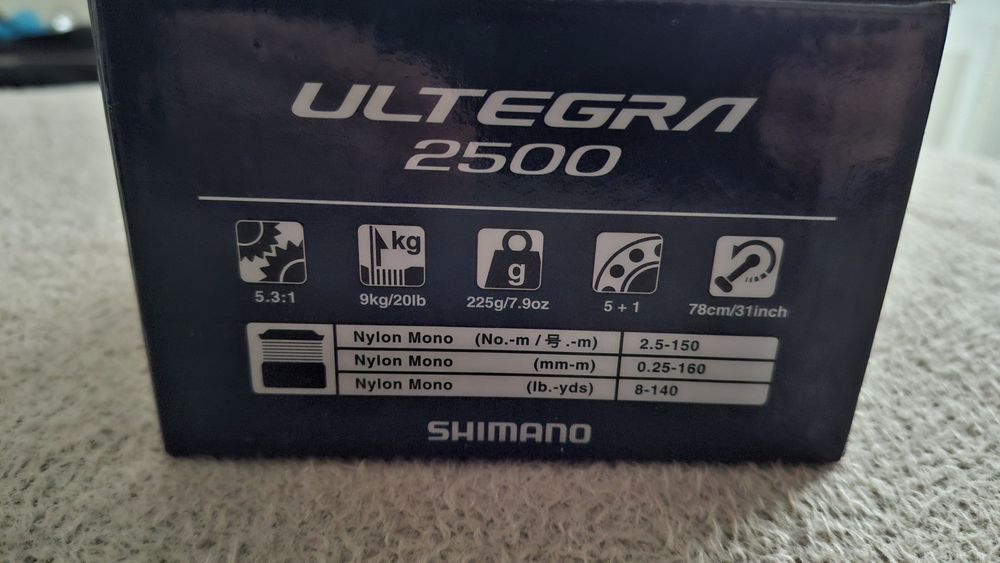 ULTEGRA
2500
kg
g
5.3:1 9kg/20lb 225g/7.9oz 5+1 78cm/31inch
Nylon Mono (No.-m / 号.-m) 2.5-150
Nylon Mono (mm-m) 0.25-160
Nylon Mono (lb.-yds) 8-140
SHIMANO